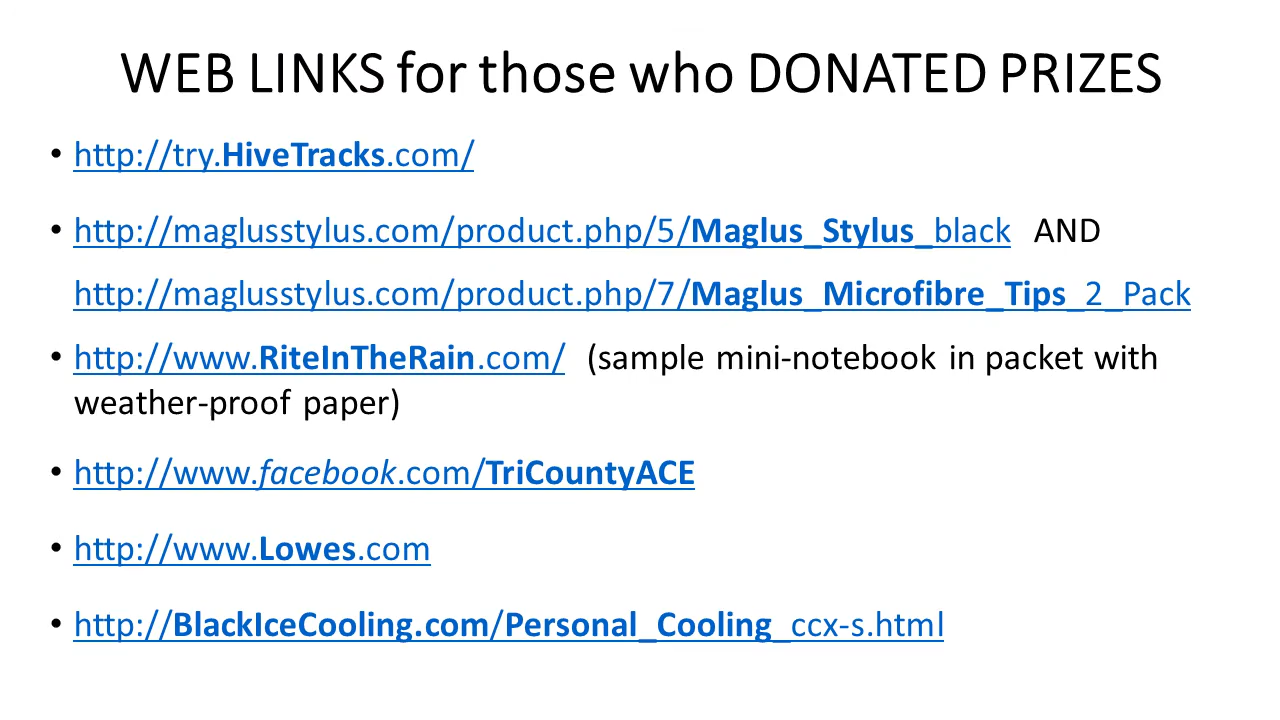 WEB LINKS for those who DONATED PRIZES
• http://try.HiveTracks.com/
• http://maglusstylus.com/product.php/5/Maglus_Stylus_black AND
http://maglusstylus.com/product.php/7/Maglus_Microfibre_Tips_2_Pack
• http://www.RiteInTheRain.com/ (sample mini-notebook in packet with
weather-proof paper)
• http://www.facebook.com/TriCountyACE
• http://www.Lowes.com
• http://BlackIceCooling.com/Personal_Cooling_ccx-s.html